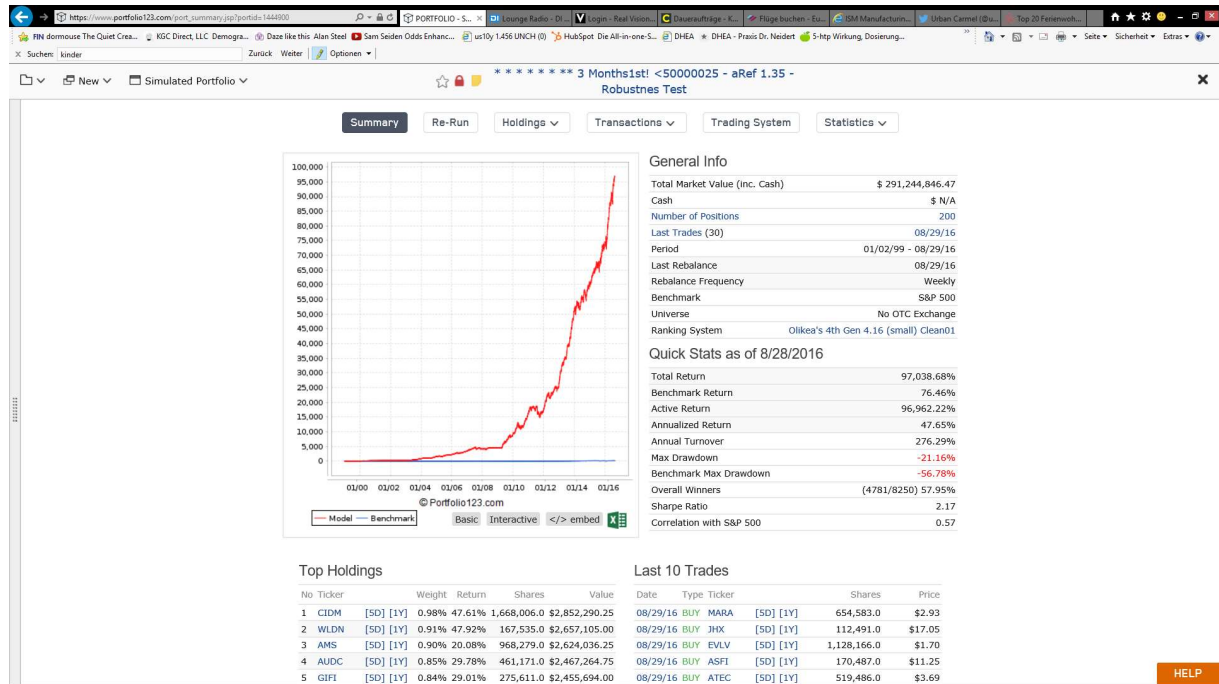 https://www.portfolio123.com/port_summary.jsp?portid=1444900
PORTFOLIO - S... Lounge Radio - DI ... Login - Real Vision... Daueraufträge - K... Flüge buchen - Eu... ISM Manufacturin... Urban Carmel (@u... Top 20 Ferienwoh...
FIN dormouse The Quiet Crea... KGC Direct, LLC Demogra... Daze like this Alan Steel Sam Seiden Odds Enhanc... us10y 1.456 UNCH (0) HubSpot Die All-in-one-S... DHEA DHEA - Praxis Dr. Neidert 5-htp Wirkung, Dosierung... Seite Sicherheit Extras
x Suchen: kinder Zurück Weiter Optionen
New Simulated Portfolio
* * * * * * ** 3 Months1st! <50000025 - aRef 1.35 -
Robustnes Test
Summary Re-Run Holdings Transactions Trading System Statistics
General Info
Total Market Value (inc. Cash) $ 291,244,846.47
Cash $ N/A
Number of Positions 200
Last Trades (30) 08/29/16
Period 01/02/99 - 08/29/16
Last Rebalance 08/29/16
Rebalance Frequency Weekly
Benchmark S&P 500
Universe No OTC Exchange
Ranking System Olikea's 4th Gen 4.16 (small) Clean01
Quick Stats as of 8/28/2016
Total Return 97,038.68%
Benchmark Return 76.46%
Active Return 96,962.22%
Annualized Return 47.65%
Annual Turnover 276.29%
Max Drawdown -21.16%
Benchmark Max Drawdown -56.78%
Overall Winners (4781/8250) 57.95%
Sharpe Ratio 2.17
Correlation with S&P 500 0.57
100,000
95,000
90,000
85,000
80,000
75,000
70,000
65,000
60,000
55,000
50,000
45,000
40,000
35,000
30,000
25,000
20,000
15,000
10,000
5,000
0
01/00 01/02 01/04 01/06 01/08 01/10 01/12 01/14 01/16
© Portfolio123.com
Model Benchmark Basic Interactive </> embed
Top Holdings
No Ticker Weight Return Shares Value
1 CIDM [5D] [1Y] 0.98% 47.61% 1,668,006.0 $2,852,290.25
2 WLDN [5D] [1Y] 0.91% 47.92% 167,535.0 $2,657,105.00
3 AMS [5D] [1Y] 0.90% 20.08% 968,279.0 $2,624,036.25
4 AUDC [5D] [1Y] 0.85% 29.78% 461,171.0 $2,467,264.75
5 GIFI [5D] [1Y] 0.84% 29.01% 275,611.0 $2,455,694.00
Last 10 Trades
Date Type Ticker Shares Price
08/29/16 BUY MARA [5D] [1Y] 654,583.0 $2.93
08/29/16 BUY JHX [5D] [1Y] 112,491.0 $17.05
08/29/16 BUY EVLV [5D] [1Y] 1,128,166.0 $1.70
08/29/16 BUY ASFI [5D] [1Y] 170,487.0 $11.25
08/29/16 BUY ATEC [5D] [1Y] 519,486.0 $3.69
HELP